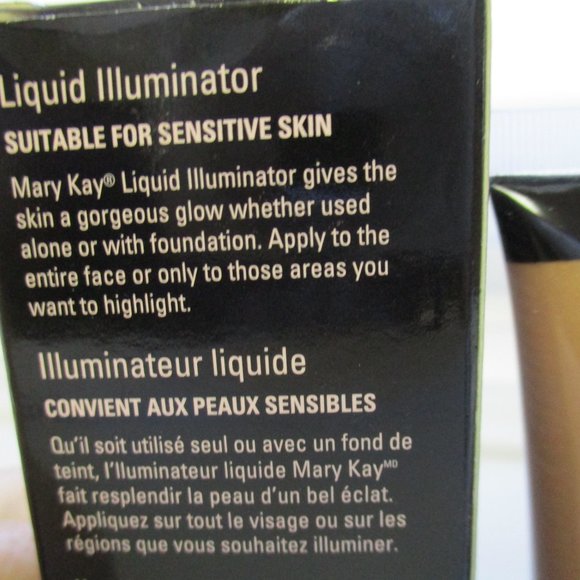 Liquid Illuminator
SUITABLE FOR SENSITIVE SKIN
Mary Kay® Liquid Illuminator gives the
skin a gorgeous glow whether used
alone or with foundation. Apply to the
entire face or only to those areas you
want to highlight.
Illuminateur liquide
CONVIENT AUX PEAUX SENSIBLES
Qu'il soit utilisé seul ou avec un fond de
teint, l'Illuminateur liquide Mary Kay ᴹᴰ
fait resplendir la peau d'un bel éclat.
Appliquez sur tout le visage ou sur les
régions que vous souhaitez illuminer.